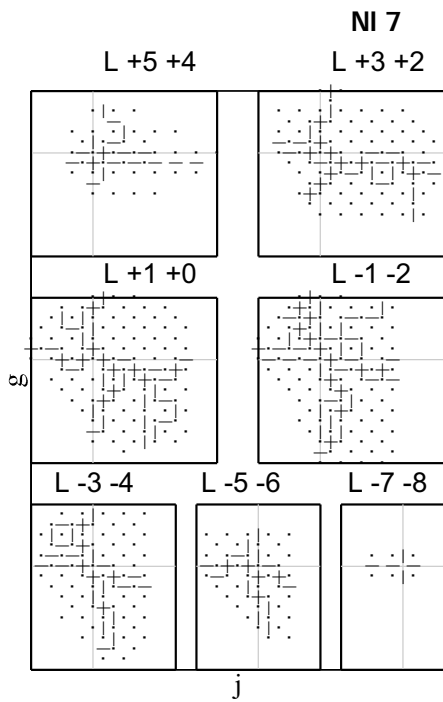 NI 7
L +5 +4
L +3 +2
L +1 +0
L -1 -2
g
L -3 -4
L -5 -6
L -7 -8
j